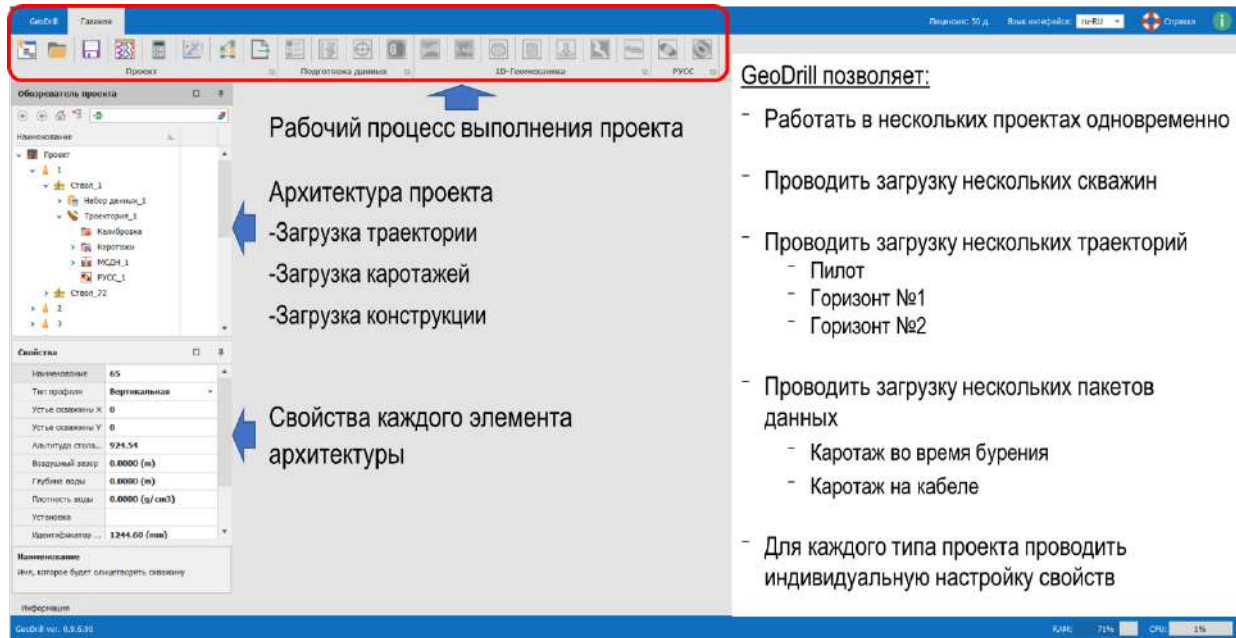 GeoDrill Главное
Лицензия: 50 д. Язык интерфейса: ru-RU Справка
Проект Подготовка данных 1D-Геомеханика РУСС
Обозреватель проекта
Наименование
Проект
1
Ствол_1
Набор данных_1
Траектория_1
Калибровка
Каротажи
МСДН_1
РУСС_1
Ствол_72
2
3
Свойства
Наименование 65
Тип профиля Вертикальная
Устье скважины X 0
Устье скважины Y 0
Альтитуда стола... 924.54
Воздушный зазор 0.0000 (m)
Глубина воды 0.0000 (m)
Плотность воды 0.0000 (g/cm3)
Установка
Идентификатор ... 1244.60 (mm)
Наименование
Имя, которое будет олицетворять скважину
Информация
GeoDrill ver. 0.9.6.50
RAM: 71% CPU: 1%
Рабочий процесс выполнения проекта
Архитектура проекта
-Загрузка траектории
-Загрузка каротажей
-Загрузка конструкции
Свойства каждого элемента
архитектуры
GeoDrill позволяет:
- Работать в нескольких проектах одновременно
- Проводить загрузку нескольких скважин
- Проводить загрузку нескольких траекторий
- Пилот
- Горизонт №1
- Горизонт №2
- Проводить загрузку нескольких пакетов
данных
- Каротаж во время бурения
- Каротаж на кабеле
- Для каждого типа проекта проводить
индивидуальную настройку свойств